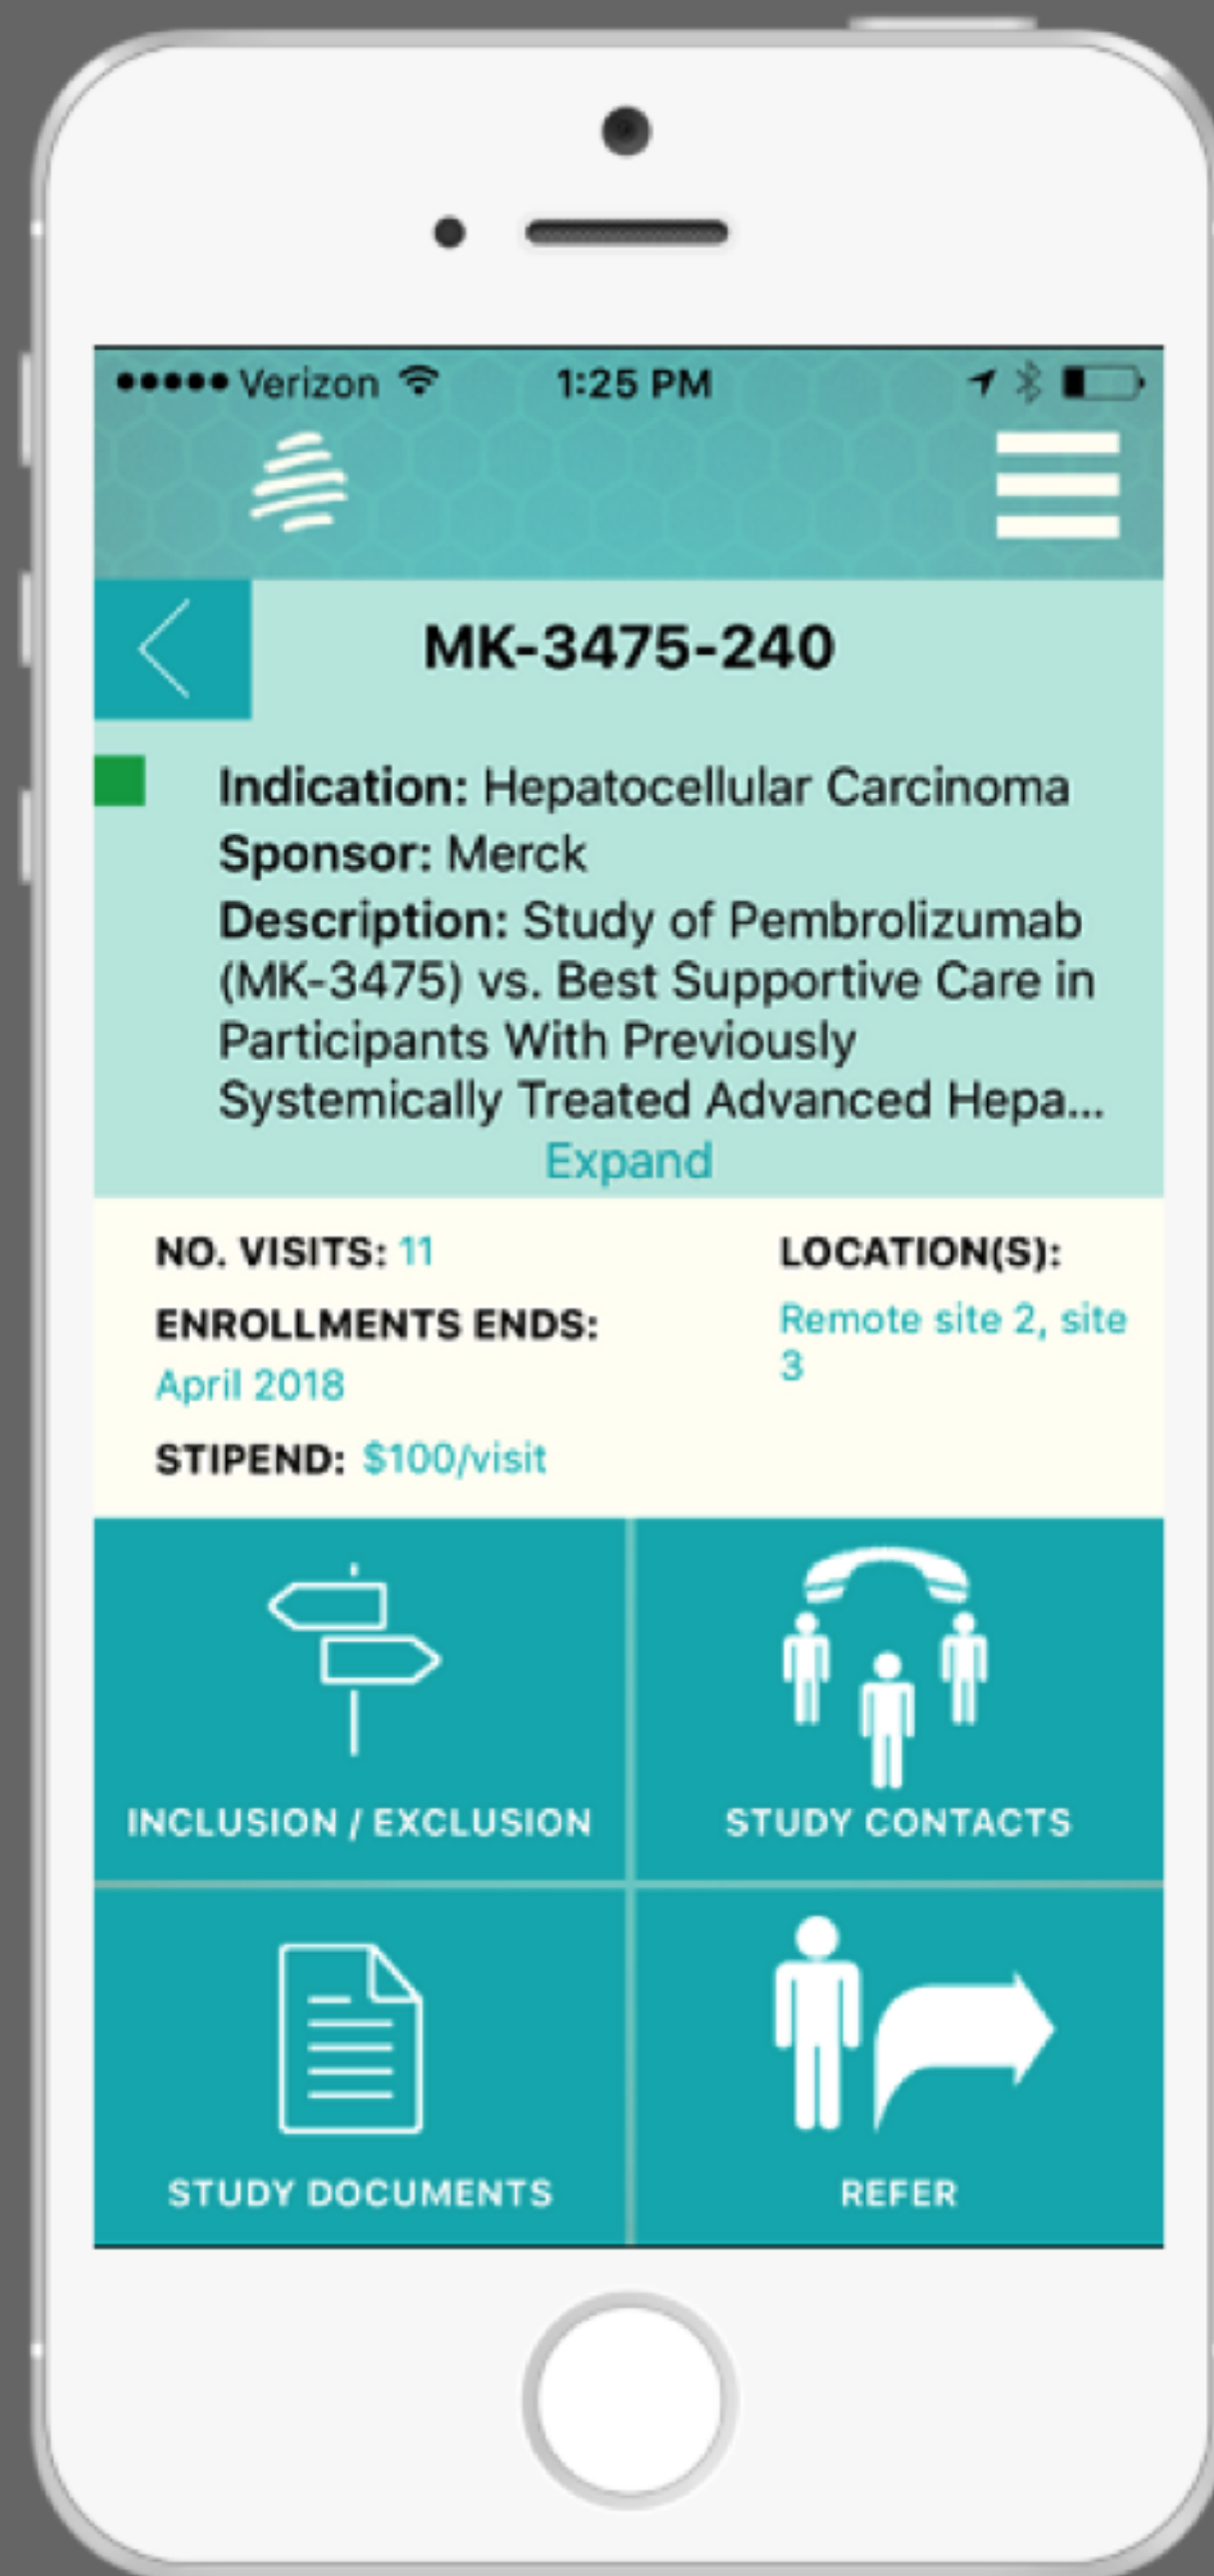 Verizon 1:25 PM
MK-3475-240
Indication: Hepatocellular Carcinoma
Sponsor: Merck
Description: Study of Pembrolizumab
(MK-3475) vs. Best Supportive Care in
Participants With Previously
Systemically Treated Advanced Hepa...
Expand
NO. VISITS: 11
ENROLLMENTS ENDS:
April 2018
STIPEND: $100/visit
LOCATION(S):
Remote site 2, site
3
INCLUSION / EXCLUSION
STUDY CONTACTS
STUDY DOCUMENTS
REFER